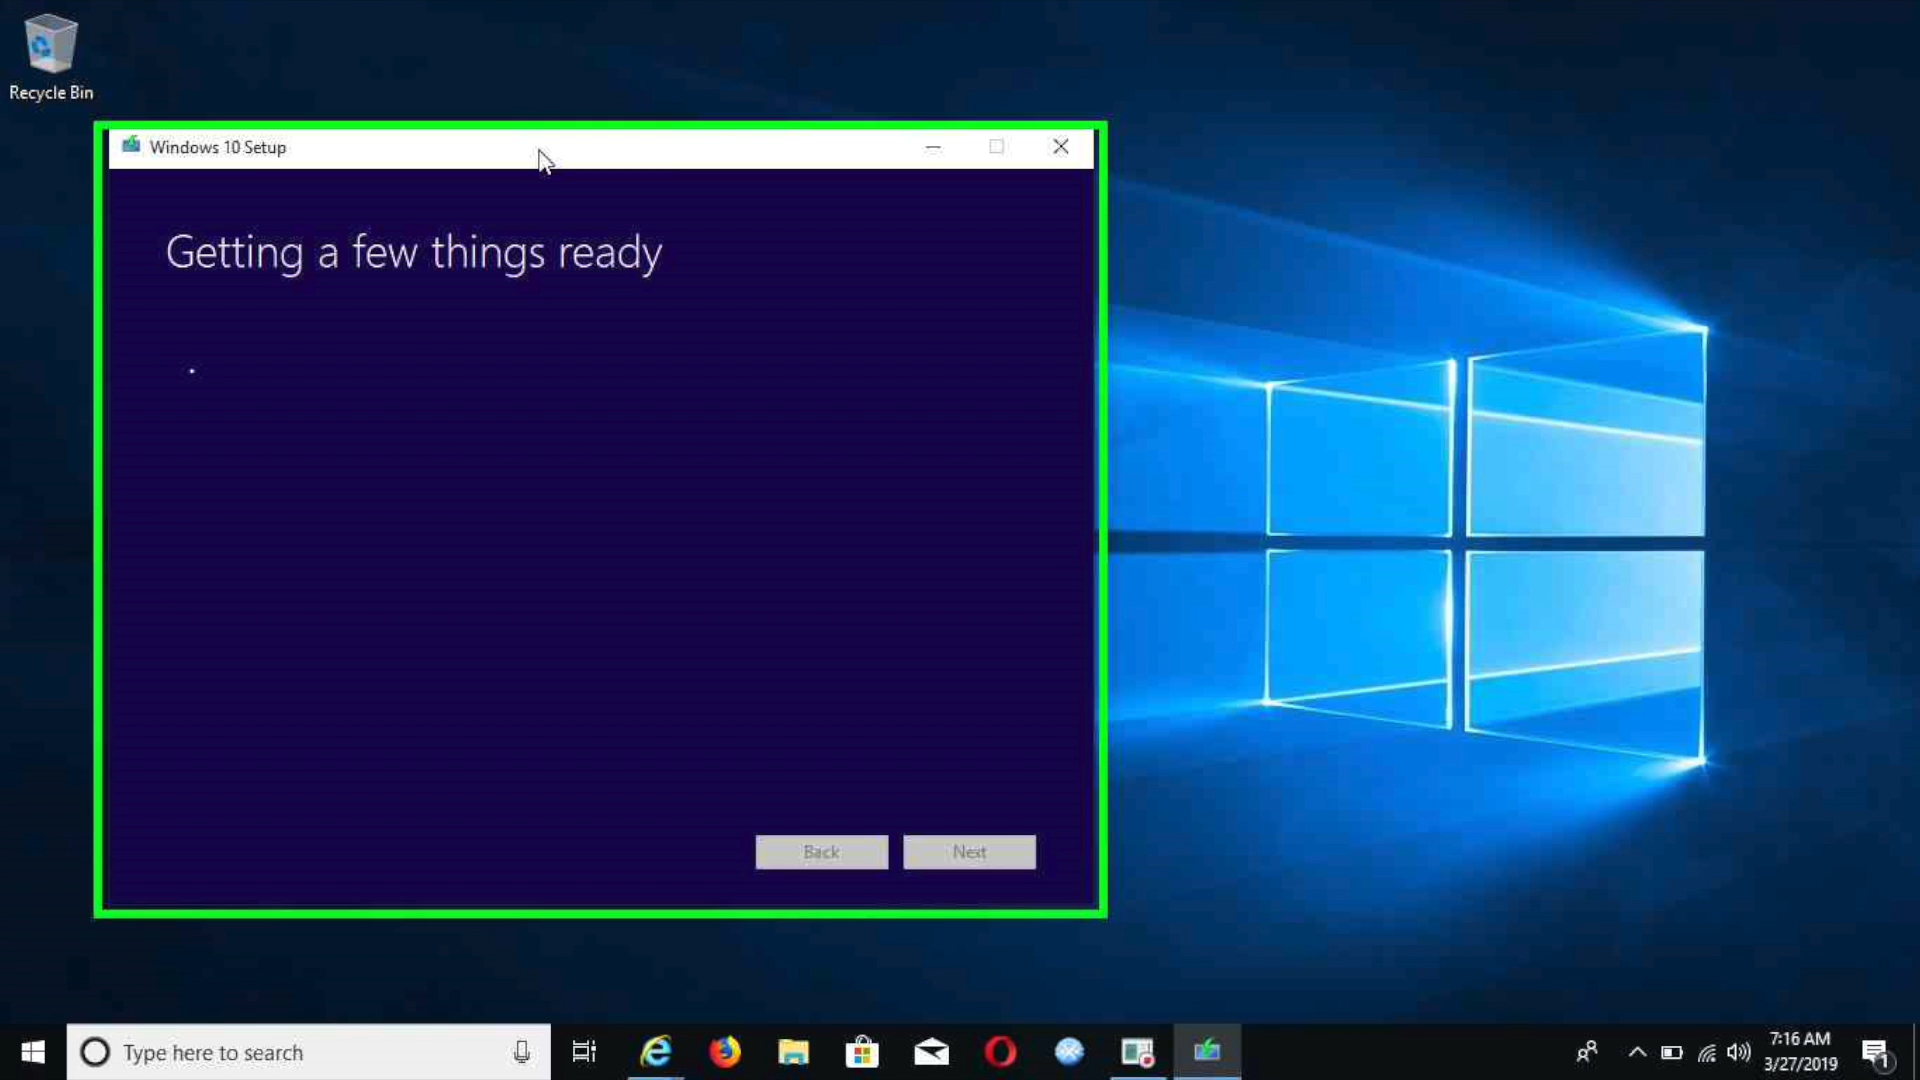 Recycle Bin
Windows 10 Setup
Getting a few things ready
Back
Next
Type here to search
7:16 AM
3/27/2019
1